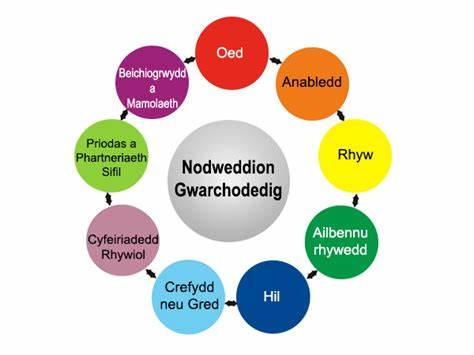 Oed
Anabledd
Rhyw
Ailbennu
rhywedd
Hil
Crefydd
neu Gred
Cyfeiriadedd
Rhywiol
Priodas a
Phartneriaeth
Sifil
Beichiogrwydd
a
Mamolaeth
Nodweddion
Gwarchodedig